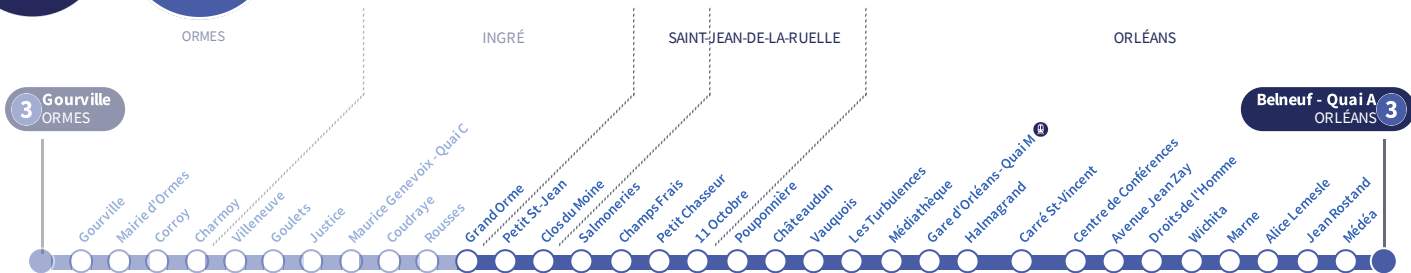 ORMES
INGRÉ
SAINT-JEAN-DE-LA-RUELLE
ORLÉANS
3 Gourville
ORMES
Belneuf - Quai A 3
ORLÉANS
Gourville
Mairie d'Ormes
Corroy
Charmoy
Villeneuve
Goulets
Justice
Maurice Genevoix - Quai C
Coudraye
Rousses
Grand Orme
Petit St-Jean
Clos du Moine
Salmoneries
Champs Frais
Petit Chasseur
11 Octobre
Pouponnière
Châteaudun
Vauquois
Les Turbulences
Médiathèque
Gare d'Orléans - Quai M
Halmagrand
Carré St-Vincent
Centre de Conférences
Avenue Jean Zay
Droits de l'Homme
Wichita
Marne
Alice Lemesle
Jean Rostand
Médéa